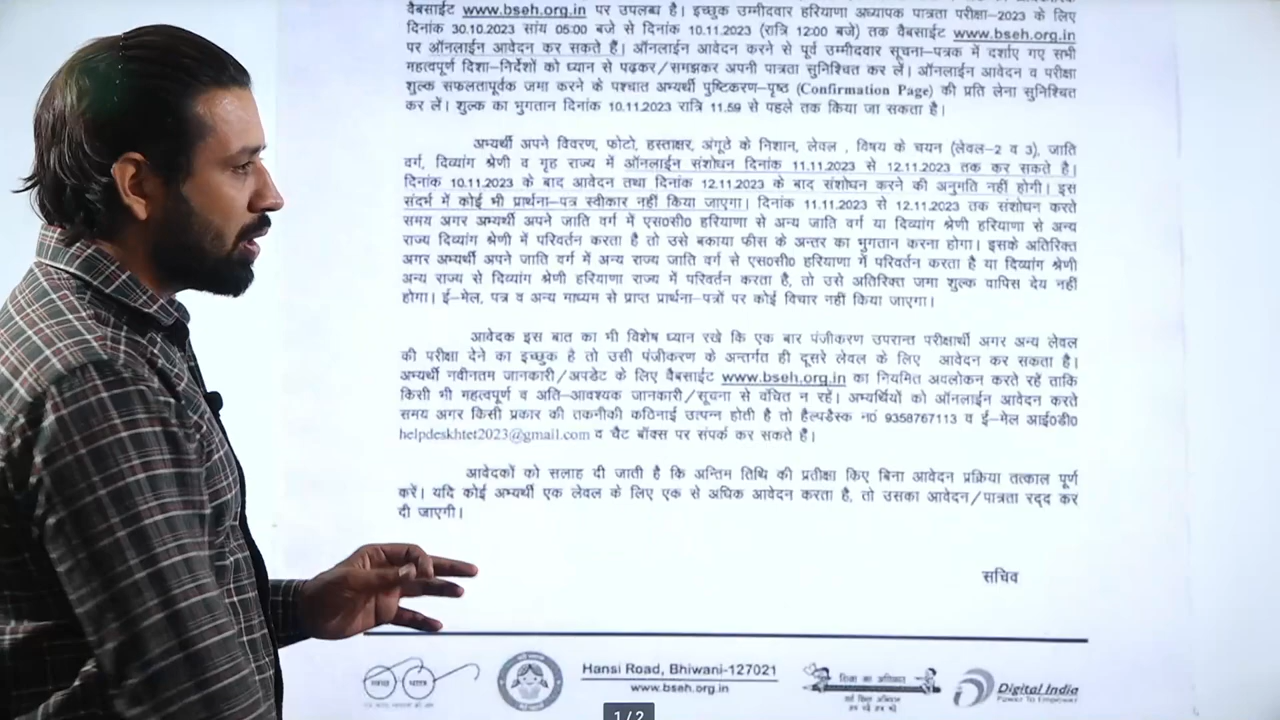 वैबसाईट www.bseh.org.in पर उपलब्ध है। इच्छुक उम्मीदवार हरियाणा अध्यापक पात्रता परीक्षा–2023 के लिए
दिनांक 30.10.2023 सांय 05:00 बजे से दिनांक 10.11.2023 (रात्रि 12:00 बजे) तक वैबसाईट www.bseh.org.in
पर ऑनलाईन आवेदन कर सकते हैं। ऑनलाईन आवेदन करने से पूर्व उम्मीदवार सूचना–पत्रक में दर्शाए गए सभी
महत्वपूर्ण दिशा–निर्देशों को ध्यान से पढ़कर/समझकर अपनी पात्रता सुनिश्चित कर लें। ऑनलाईन आवेदन व परीक्षा
शुल्क सफलतापूर्वक जमा करने के पश्चात अभ्यर्थी पुष्टिकरण–पृष्ठ (Confirmation Page) की प्रति लेना सुनिश्चित
कर लें। शुल्क का भुगतान दिनांक 10.11.2023 रात्रि 11.59 से पहले तक किया जा सकता है।
अभ्यर्थी अपने विवरण, फोटो, हस्ताक्षर, अंगूठे के निशान, लेवल , विषय के चयन (लेवल–2 व 3), जाति
वर्ग, दिव्यांग श्रेणी व गृह राज्य में ऑनलाईन संशोधन दिनांक 11.11.2023 से 12.11.2023 तक कर सकते है।
दिनांक 10.11.2023 के बाद आवेदन तथा दिनांक 12.11.2023 के बाद संशोधन करने की अनुमति नहीं होगी। इस
संदर्भ में कोई भी प्रार्थना–पत्र स्वीकार नहीं किया जाएगा। दिनांक 11.11.2023 से 12.11.2023 तक संशोधन करते
समय अगर अभ्यर्थी अपने जाति वर्ग में एस0सी0 हरियाणा से अन्य जाति वर्ग या दिव्यांग श्रेणी हरियाणा से अन्य
राज्य दिव्यांग श्रेणी में परिवर्तन करता है तो उसे बकाया फीस के अन्तर का भुगतान करना होगा। इसके अतिरिक्त
अगर अभ्यर्थी अपने जाति वर्ग में अन्य राज्य जाति वर्ग से एस0सी0 हरियाणा में परिवर्तन करता है या दिव्यांग श्रेणी
अन्य राज्य से दिव्यांग श्रेणी हरियाणा राज्य में परिवर्तन करता है, तो उसे अतिरिक्त जमा शुल्क वापिस देय नहीं
होगा। ई–मेल, पत्र व अन्य माध्यम से प्राप्त प्रार्थना–पत्रों पर कोई विचार नहीं किया जाएगा।
आवेदक इस बात का भी विशेष ध्यान रखे कि एक बार पंजीकरण उपरान्त परीक्षार्थी अगर अन्य लेवल
की परीक्षा देने का इच्छुक है तो उसी पंजीकरण के अन्तर्गत ही दूसरे लेवल के लिए आवेदन कर सकता है।
अभ्यर्थी नवीनतम जानकारी/अपडेट के लिए वैबसाईट www.bseh.org.in का नियमित अवलोकन करते रहें ताकि
किसी भी महत्वपूर्ण व अति–आवश्यक जानकारी/सूचना से वंचित न रहें। अभ्यर्थियों को ऑनलाईन आवेदन करते
समय अगर किसी प्रकार की तकनीकी कठिनाई उत्पन्न होती है तो हैल्पडेस्क न0 9358767113 व ई–मेल आई0डी0
helpdeskhtet2023@gmail.com व चैट बॉक्स पर संपर्क कर सकते है।
आवेदकों को सलाह दी जाती है कि अन्तिम तिथि की प्रतीक्षा किए बिना आवेदन प्रक्रिया तत्काल पूर्ण
करें। यदि कोई अभ्यर्थी एक लेवल के लिए एक से अधिक आवेदन करता है, तो उसका आवेदन/पात्रता रद्द कर
दी जाएगी।
सचिव
स्वच्छ भारत
Hansi Road, Bhiwani-127021
www.bseh.org.in
शिक्षा का अधिकार
सर्व शिक्षा अभियान
सब पढ़ें सब बढ़ें
Digital India
Power To Empower
1 / 2